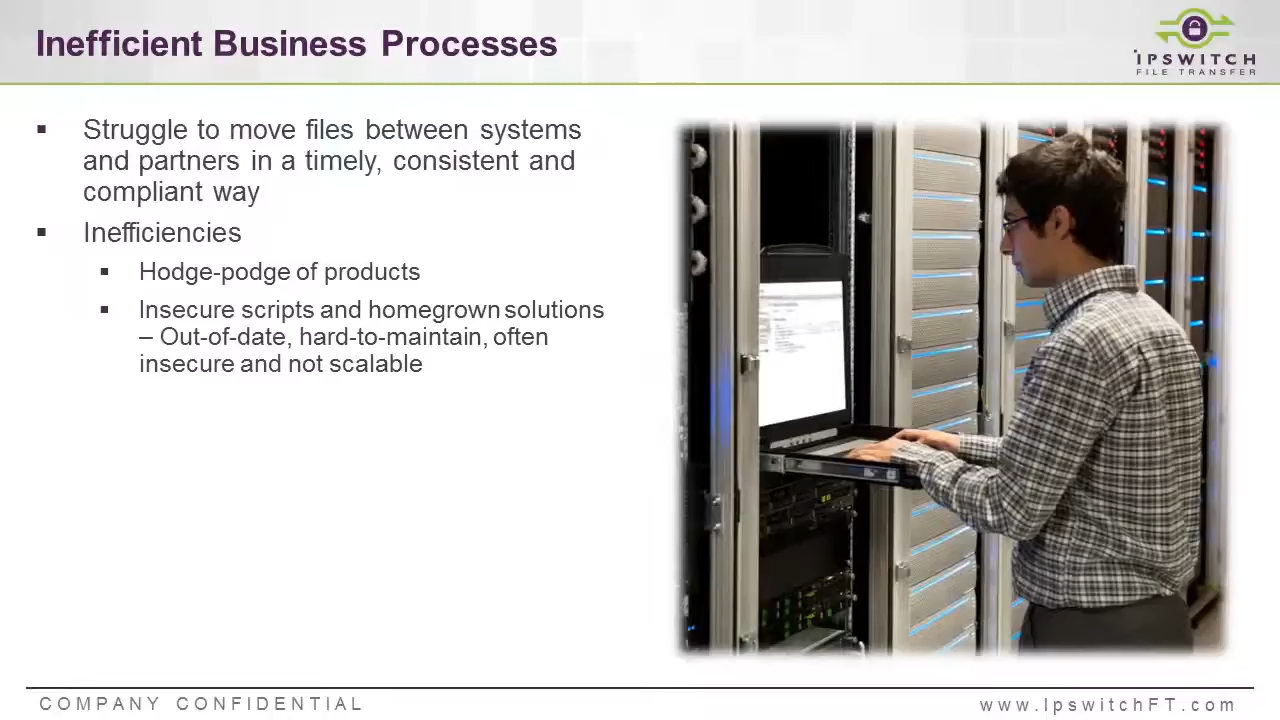 Inefficient Business Processes
IPSWITCH
FILE TRANSFER
▪ Struggle to move files between systems
and partners in a timely, consistent and
compliant way
▪ Inefficiencies
▪ Hodge-podge of products
▪ Insecure scripts and homegrown solutions
– Out-of-date, hard-to-maintain, often
insecure and not scalable
COMPANY CONFIDENTIAL
www.IpswitchFT.com